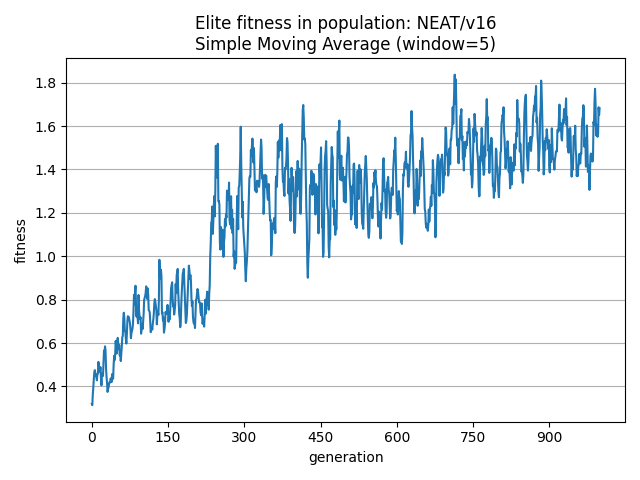 Elite fitness in population: NEAT/v16
Simple Moving Average (window=5)
fitness
1.8
1.6
1.4
1.2
1.0
0.8
0.6
0.4
0 150 300 450 600 750 900
generation